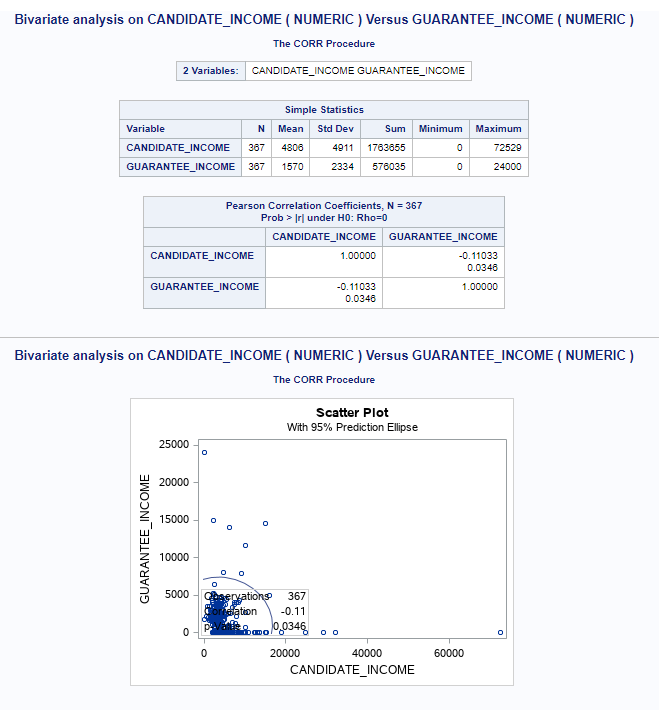 Bivariate analysis on CANDIDATE_INCOME ( NUMERIC ) Versus GUARANTEE_INCOME ( NUMERIC )
The CORR Procedure
2 Variables: CANDIDATE_INCOME GUARANTEE_INCOME
Simple Statistics
Variable N Mean Std Dev Sum Minimum Maximum
CANDIDATE_INCOME 367 4806 4911 1763655 0 72529
GUARANTEE_INCOME 367 1570 2334 576035 0 24000
Pearson Correlation Coefficients, N = 367
Prob > |r| under H0: Rho=0
CANDIDATE_INCOME GUARANTEE_INCOME
CANDIDATE_INCOME 1.00000 -0.11033
0.0346
GUARANTEE_INCOME -0.11033 1.00000
0.0346
Bivariate analysis on CANDIDATE_INCOME ( NUMERIC ) Versus GUARANTEE_INCOME ( NUMERIC )
The CORR Procedure
Scatter Plot
With 95% Prediction Ellipse
GUARANTEE_INCOME
25000
20000
15000
10000
5000
0
Observations 367
Correlation -0.11
p-Value 0.0346
0 20000 40000 60000
CANDIDATE_INCOME